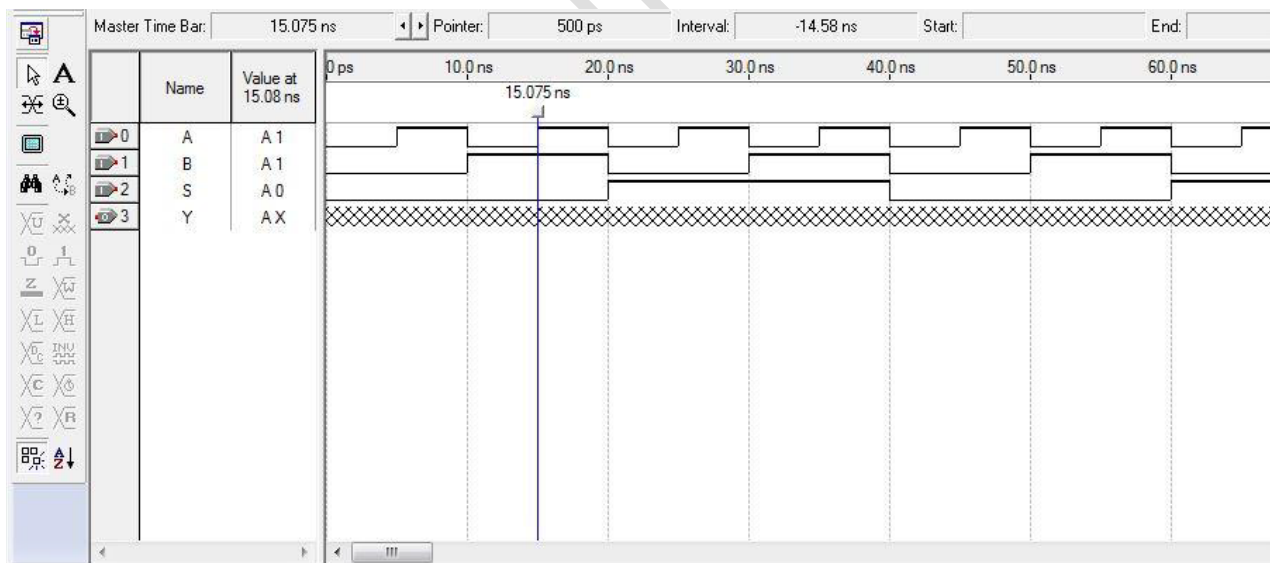 Master Time Bar: 15.075 ns Pointer: 500 ps Interval: -14.58 ns Start: End:
Name Value at 15.08 ns
0 ps 10.0 ns 20.0 ns 30.0 ns 40.0 ns 50.0 ns 60.0 ns
15.075 ns
0 A A 1
1 B A 1
2 S A 0
3 Y A X